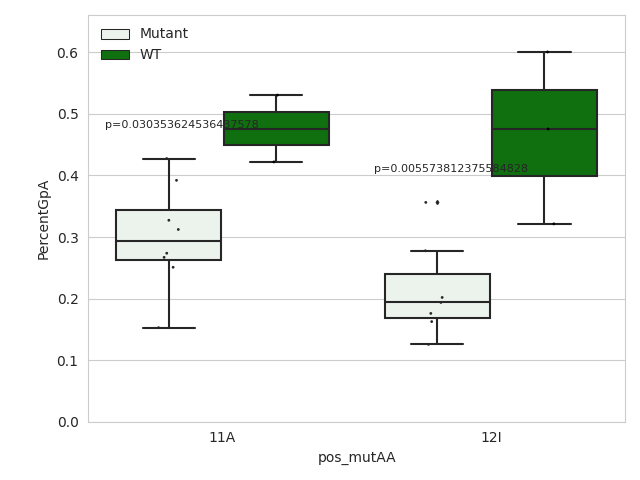 Mutant
WT
0.6
0.5
0.4
0.3
0.2
0.1
0.0
PercentGpA
p=0.030353624536437578
p=0.005573812375584828
11A
12I
pos_mutAA